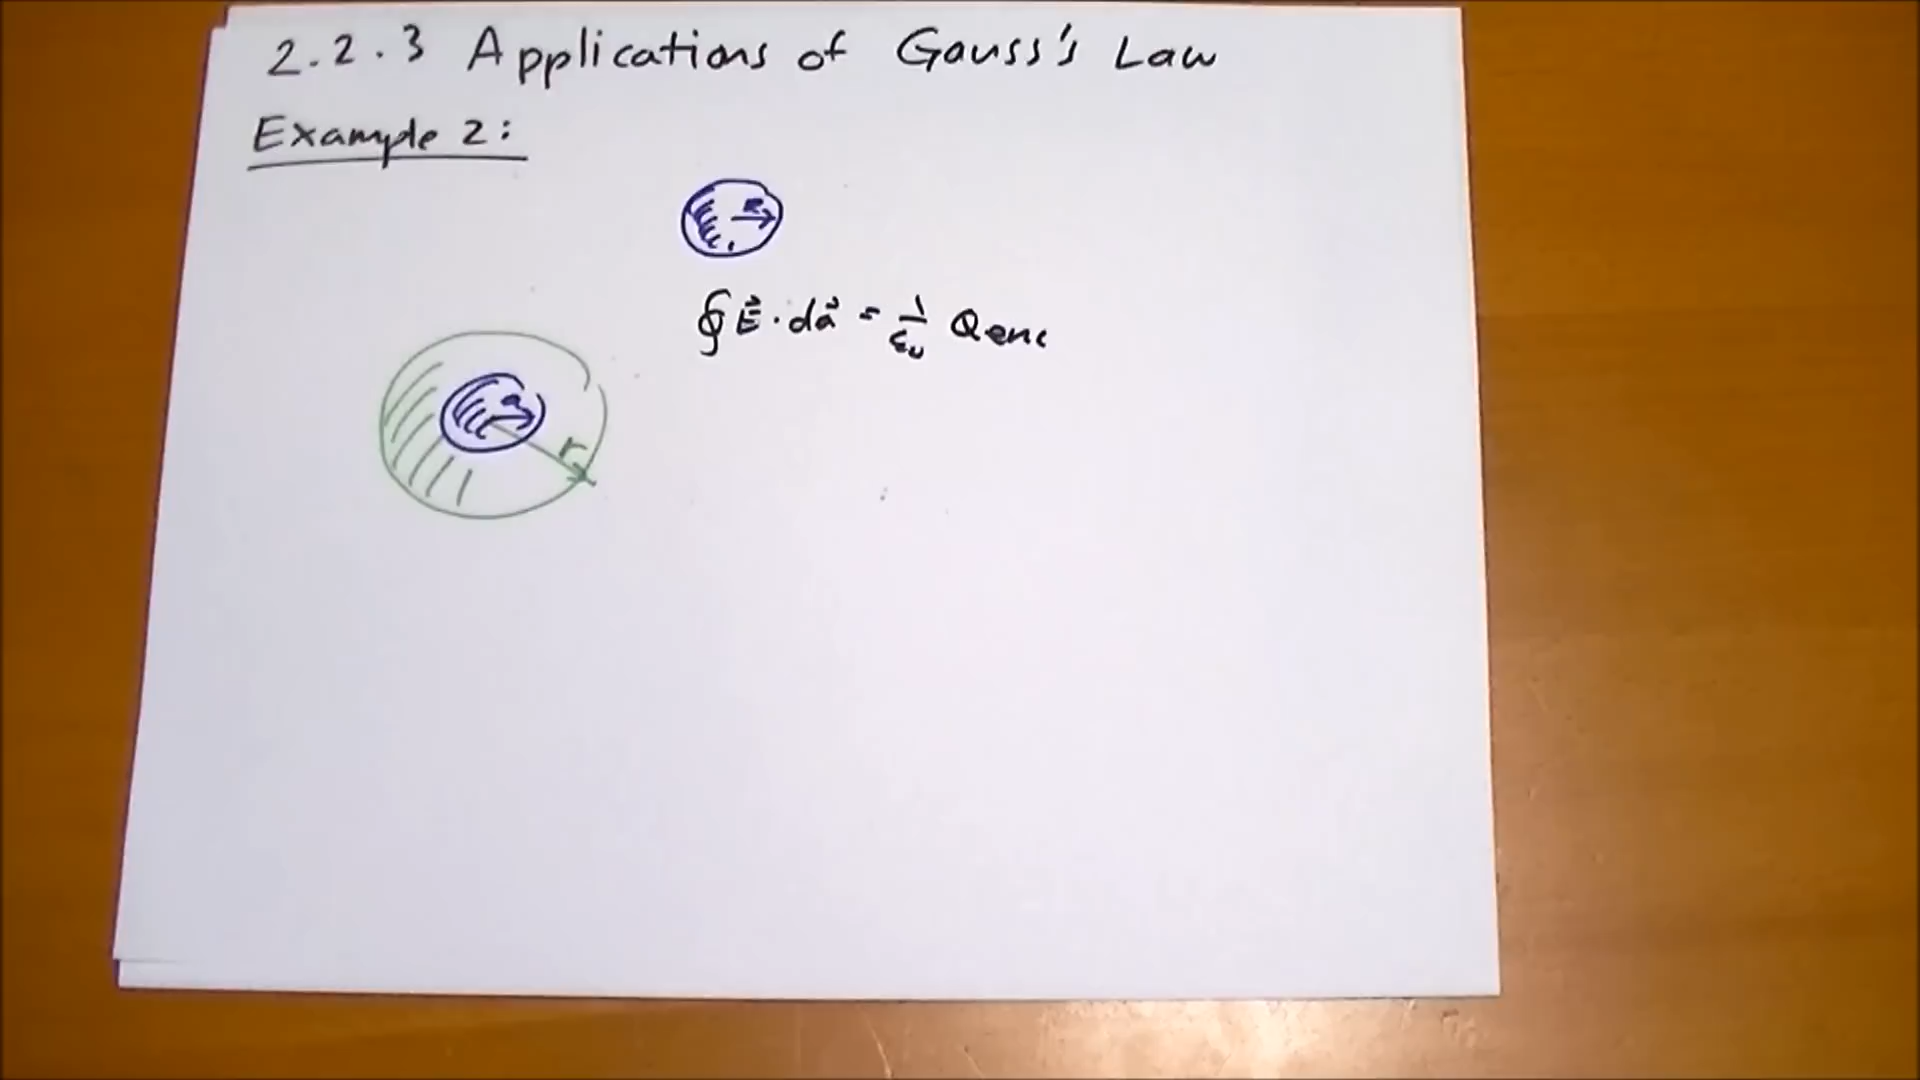 2.2.3 Applications of Gauss's Law
Example 2:
R
∮ E⃗ · da⃗ = 1/ε₀ Qenc
r